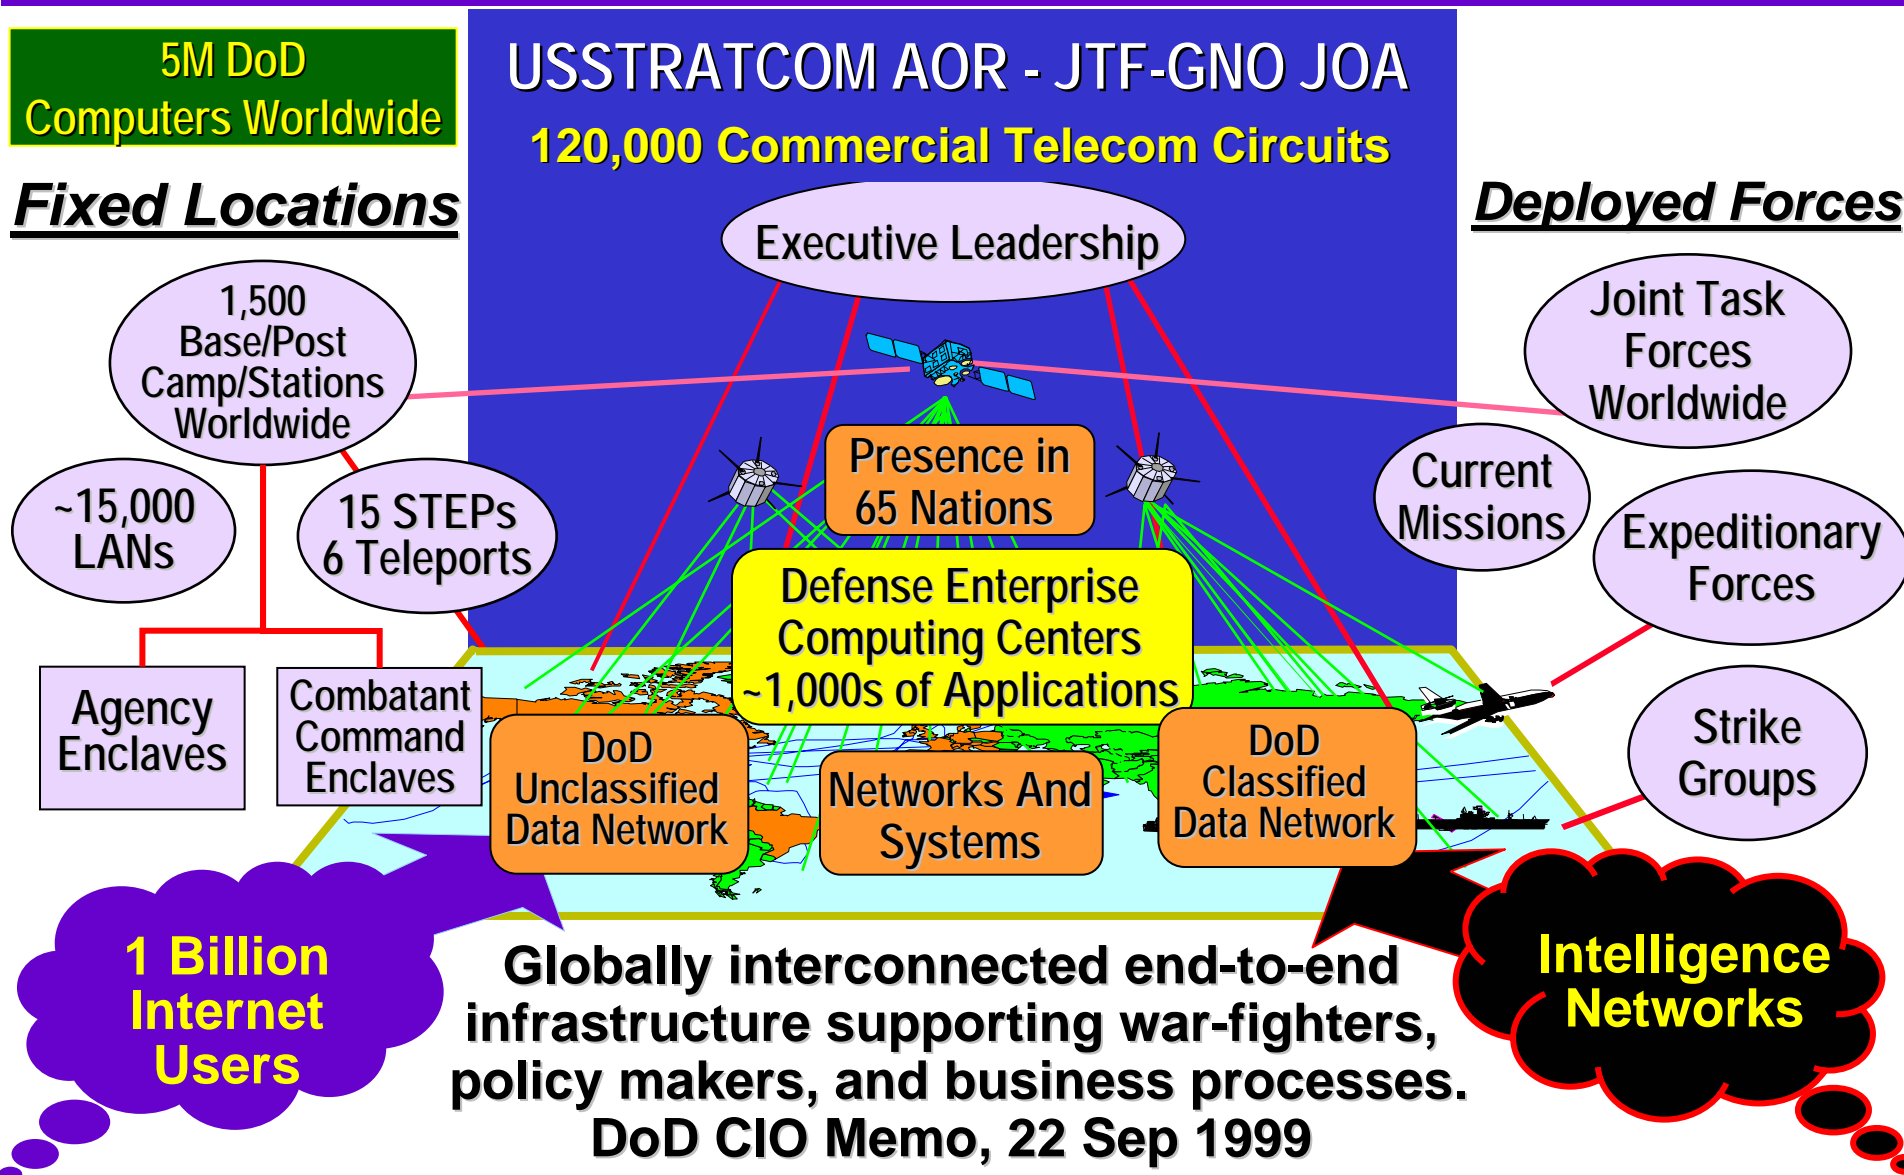 5M DoD
Computers Worldwide
USSTRATCOM AOR - JTF-GNO JOA
120,000 Commercial Telecom Circuits
Fixed Locations
Deployed Forces
Executive Leadership
1,500
Base/Post
Camp/Stations
Worldwide
Joint Task
Forces
Worldwide
~15,000
LANs
15 STEPs
6 Teleports
Presence in
65 Nations
Current
Missions
Expeditionary
Forces
Defense Enterprise
Computing Centers
~1,000s of Applications
Agency
Enclaves
Combatant
Command
Enclaves
DoD
Unclassified
Data Network
Networks And
Systems
DoD
Classified
Data Network
Strike
Groups
1 Billion
Internet
Users
Globally interconnected end-to-end
infrastructure supporting war-fighters,
policy makers, and business processes.
DoD CIO Memo, 22 Sep 1999
Intelligence
Networks